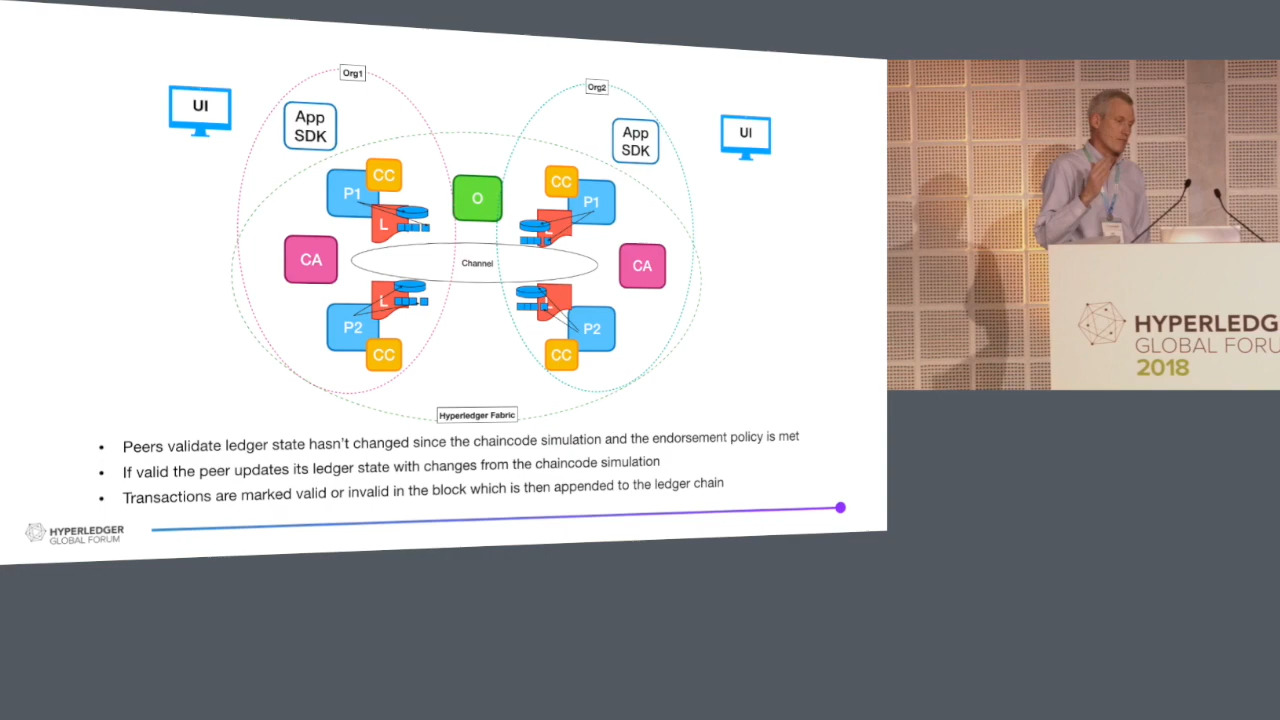 Org1
Org2
UI
App
SDK
App
SDK
UI
CC
P1
L
O
CC
P1
L
CA
Channel
CA
L
P2
CC
L
P2
CC
Hyperledger Fabric
• Peers validate ledger state hasn't changed since the chaincode simulation and the endorsement policy is met
• If valid the peer updates its ledger state with changes from the chaincode simulation
• Transactions are marked valid or invalid in the block which is then appended to the ledger chain
HYPERLEDGER
GLOBAL FORUM
HYPERLEDG
GLOBAL FORU
2018